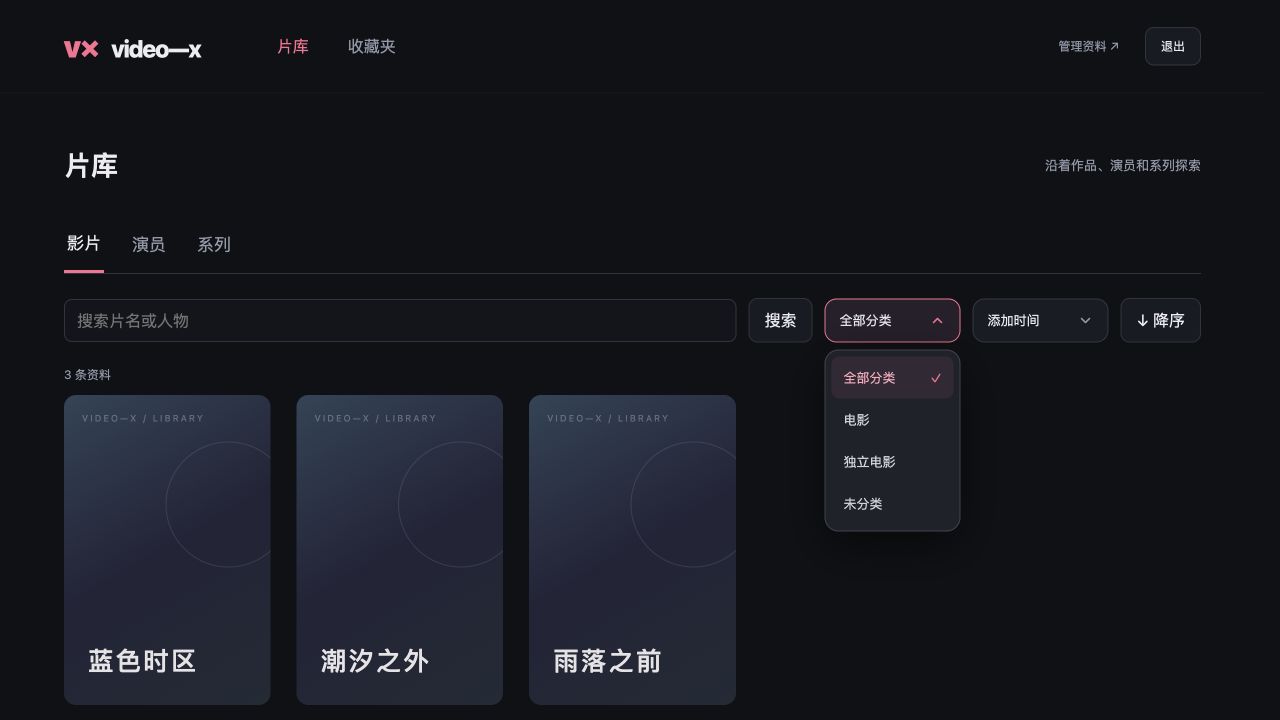 VX video—x
片库
收藏夹
管理资料 ↗
退出
片库
沿着作品、演员和系列探索
影片
演员
系列
搜索片名或人物
搜索
全部分类
添加时间
↓ 降序
3 条资料
全部分类 ✓
电影
独立电影
未分类
VIDEO—X / LIBRARY
蓝色时区
VIDEO—X / LIBRARY
潮汐之外
VIDEO—X / LIBRARY
雨落之前